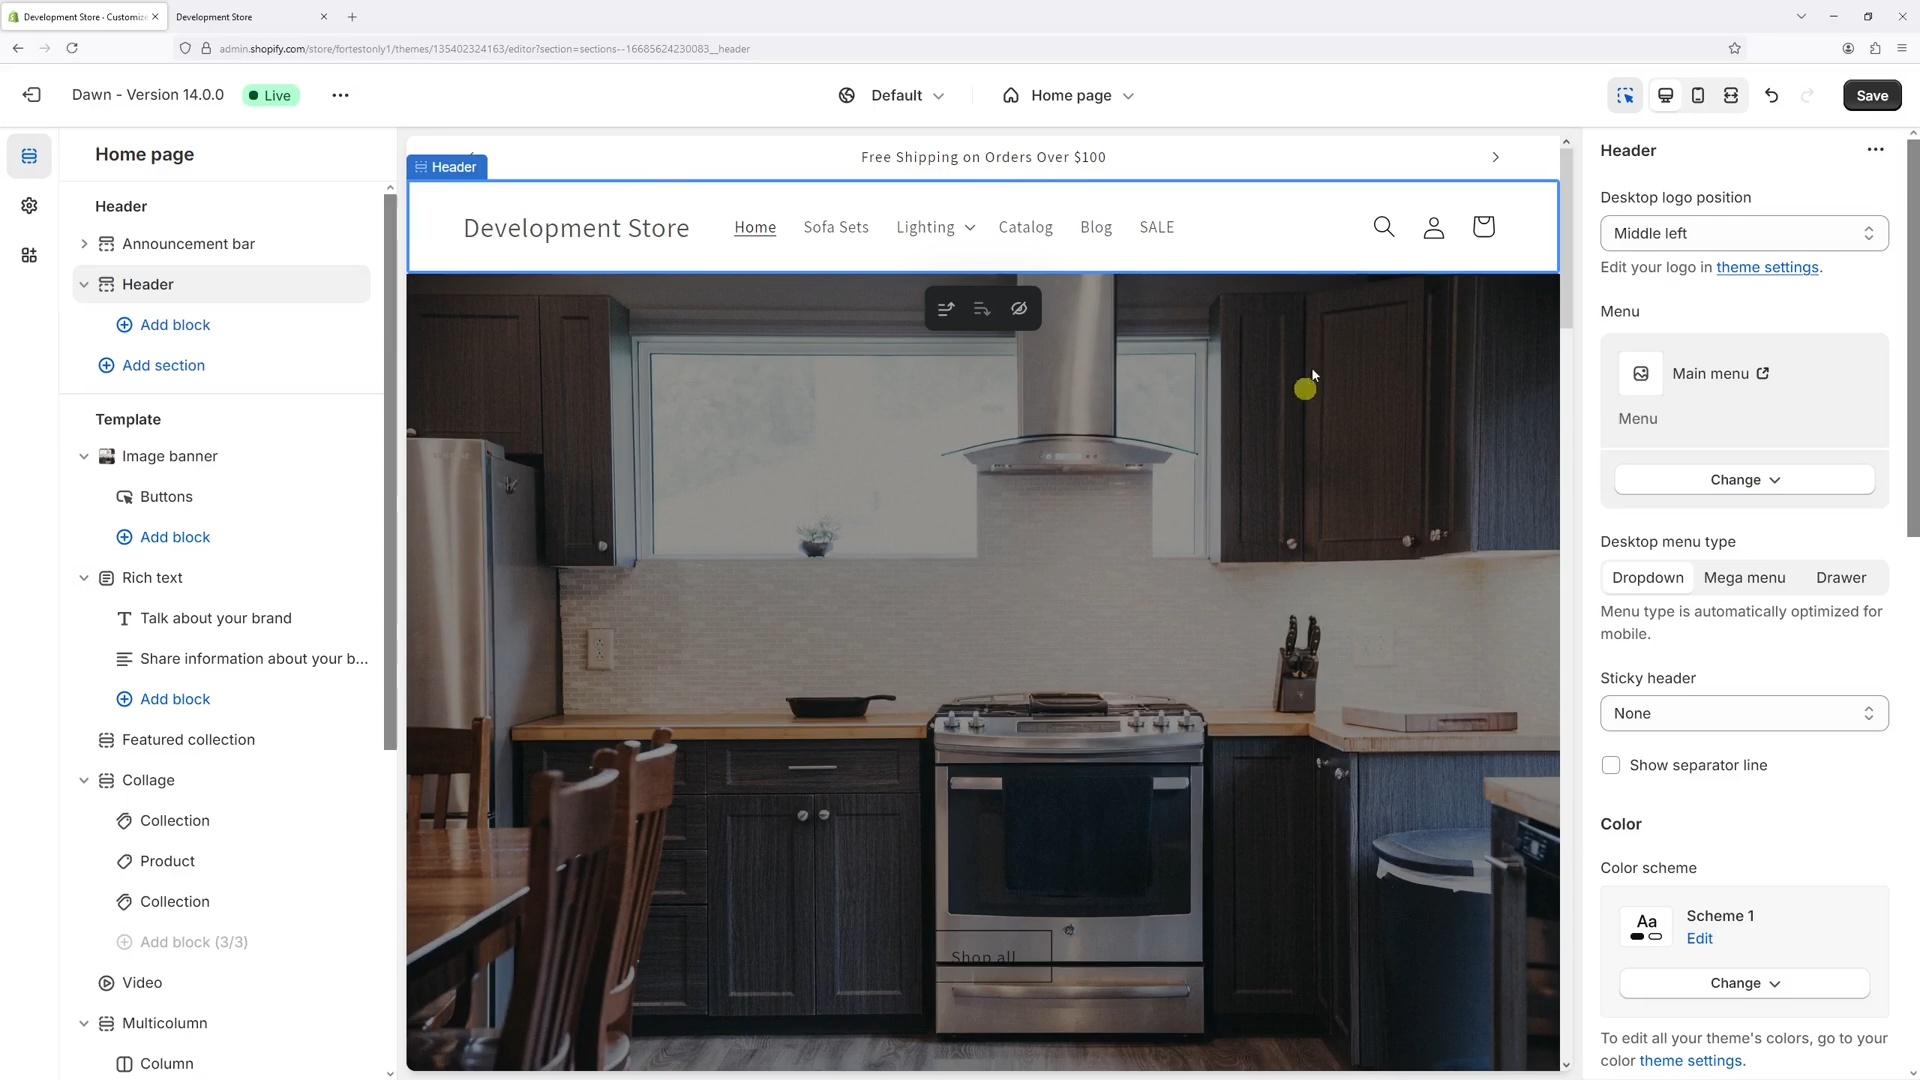 Development Store · Customize
Development Store
admin.shopify.com/store/fortestonly1/themes/135402324163/editor?section=sections--16685624230083__header
Dawn - Version 14.0.0
Live
Default
Home page
Save
Home page
Header
Announcement bar
Header
Add block
Add section
Template
Image banner
Buttons
Add block
Rich text
Talk about your brand
Share information about your b...
Add block
Featured collection
Collage
Collection
Product
Collection
Add block (3/3)
Video
Multicolumn
Column
Free Shipping on Orders Over $100
Header
Development Store
Home
Sofa Sets
Lighting
Catalog
Blog
SALE
Shop all
Header
Desktop logo position
Middle left
Edit your logo in theme settings.
Menu
Main menu
Menu
Change
Desktop menu type
Dropdown
Mega menu
Drawer
Menu type is automatically optimized for
mobile.
Sticky header
None
Show separator line
Color
Color scheme
Aa
Scheme 1
Edit
Change
To edit all your theme's colors, go to your
color theme settings.